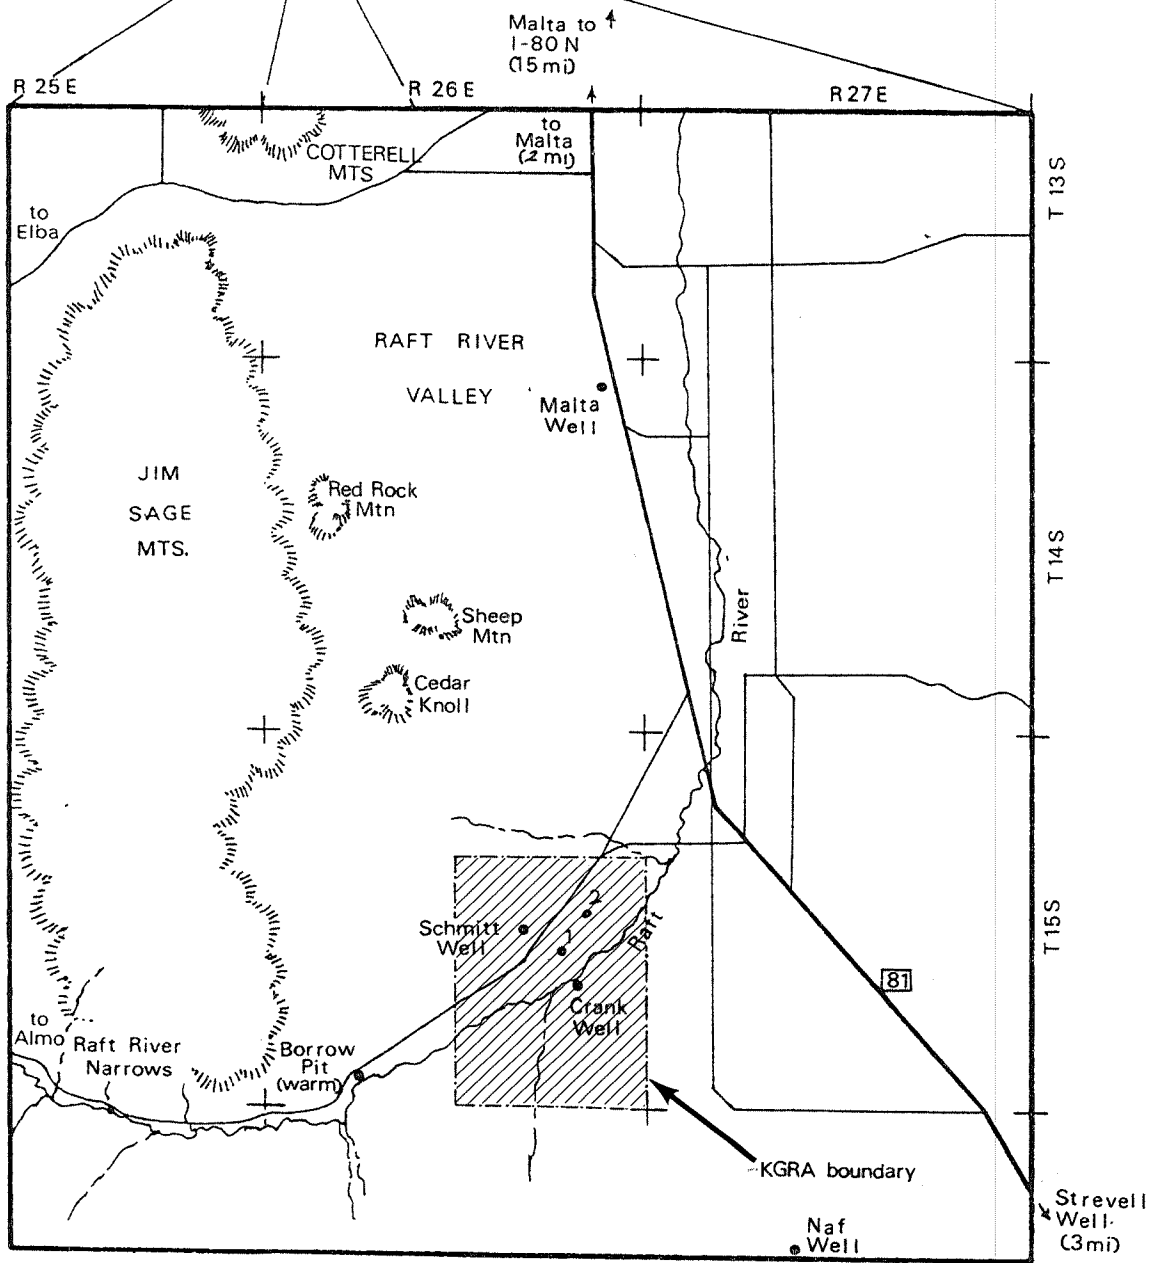 Malta to
I-80 N
(15 mi)
R 25 E
R 26 E
R 27 E
to
Malta
(.2 mi)
COTTERELL
MTS
T 13 S
to
Elba
RAFT RIVER
VALLEY
Malta
Well
JIM
SAGE
MTS.
Red Rock
Mtn
T 14 S
Sheep
Mtn
River
Cedar
Knoll
2
Schmitt
Well
1
Raft
T 15 S
81
Crank
Well
to
Almo
Raft River
Narrows
Borrow
Pit
(warm)
KGRA boundary
Strevell
Well
(3 mi)
Naf
Well